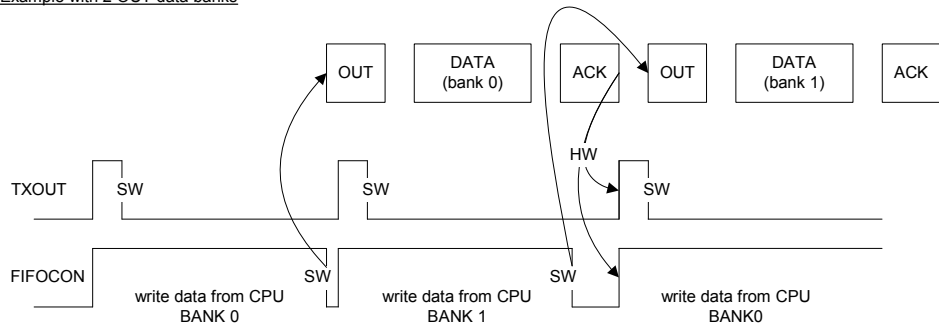 Example with 2 OUT data banks
OUT
DATA
(bank 0)
ACK
OUT
DATA
(bank 1)
ACK
HW
TXOUT
SW
SW
SW
FIFOCON
SW
SW
write data from CPU
BANK 0
write data from CPU
BANK 1
write data from CPU
BANK0